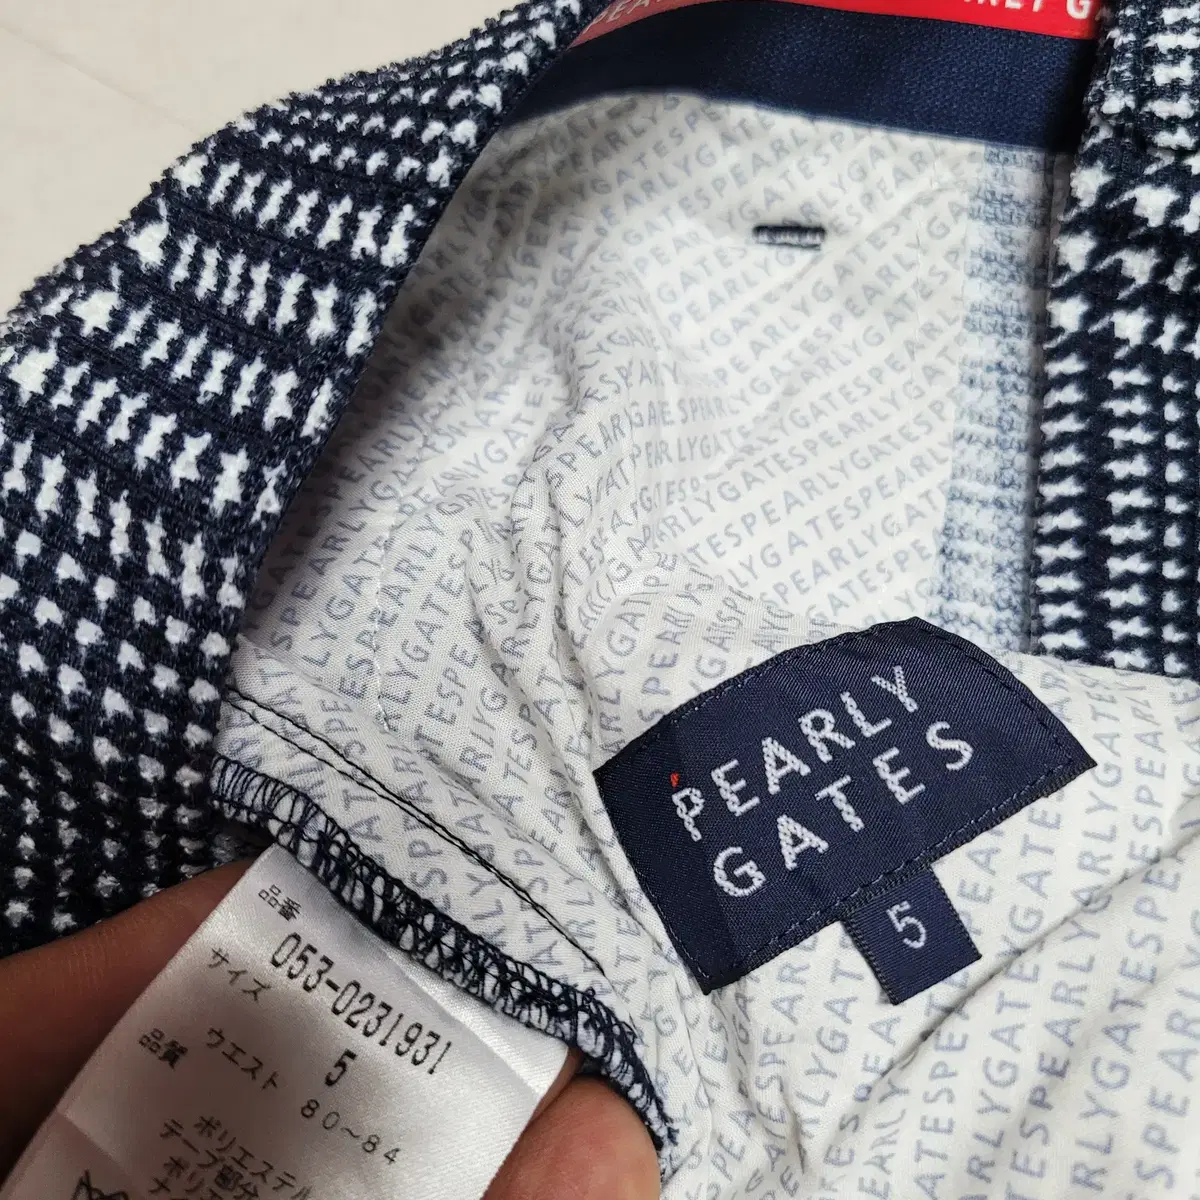 PEARLY
GATES
5
品番
053-0231931
サイズ
5
ウエスト 80~84
品質
ポリエステル
テープ部分